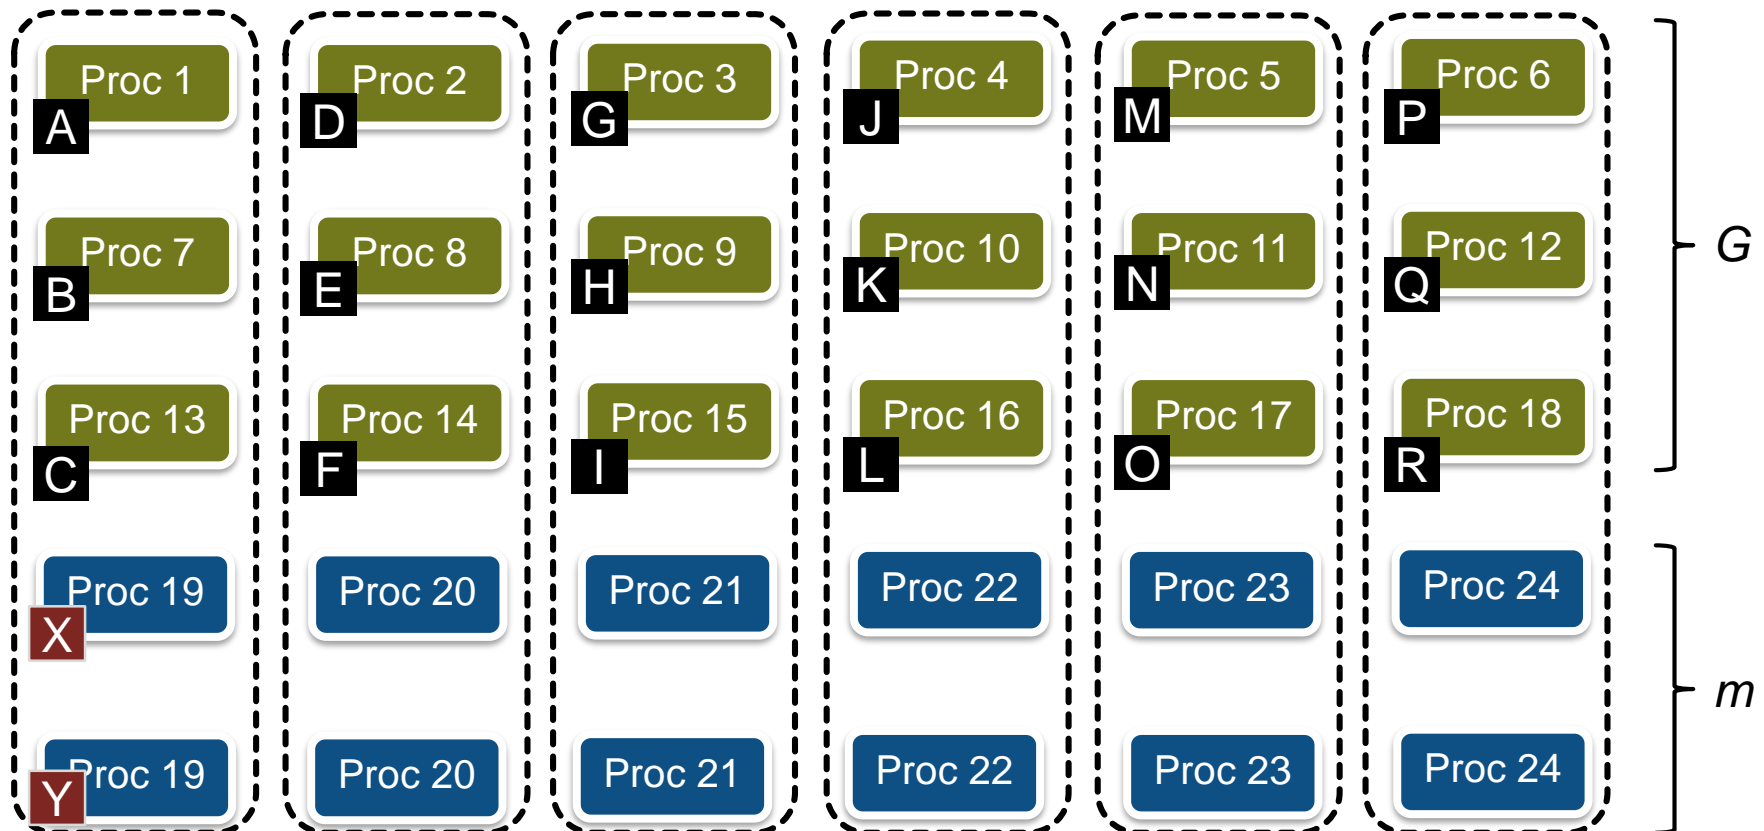 Proc 1 Proc 2 Proc 3 Proc 4 Proc 5 Proc 6
A D G J M P
Proc 7 Proc 8 Proc 9 Proc 10 Proc 11 Proc 12
G
B E H K N Q
Proc 13 Proc 14 Proc 15 Proc 16 Proc 17 Proc 18
C F I L O R
Proc 19 Proc 20 Proc 21 Proc 22 Proc 23 Proc 24
X
m
Proc 19 Proc 20 Proc 21 Proc 22 Proc 23 Proc 24
Y